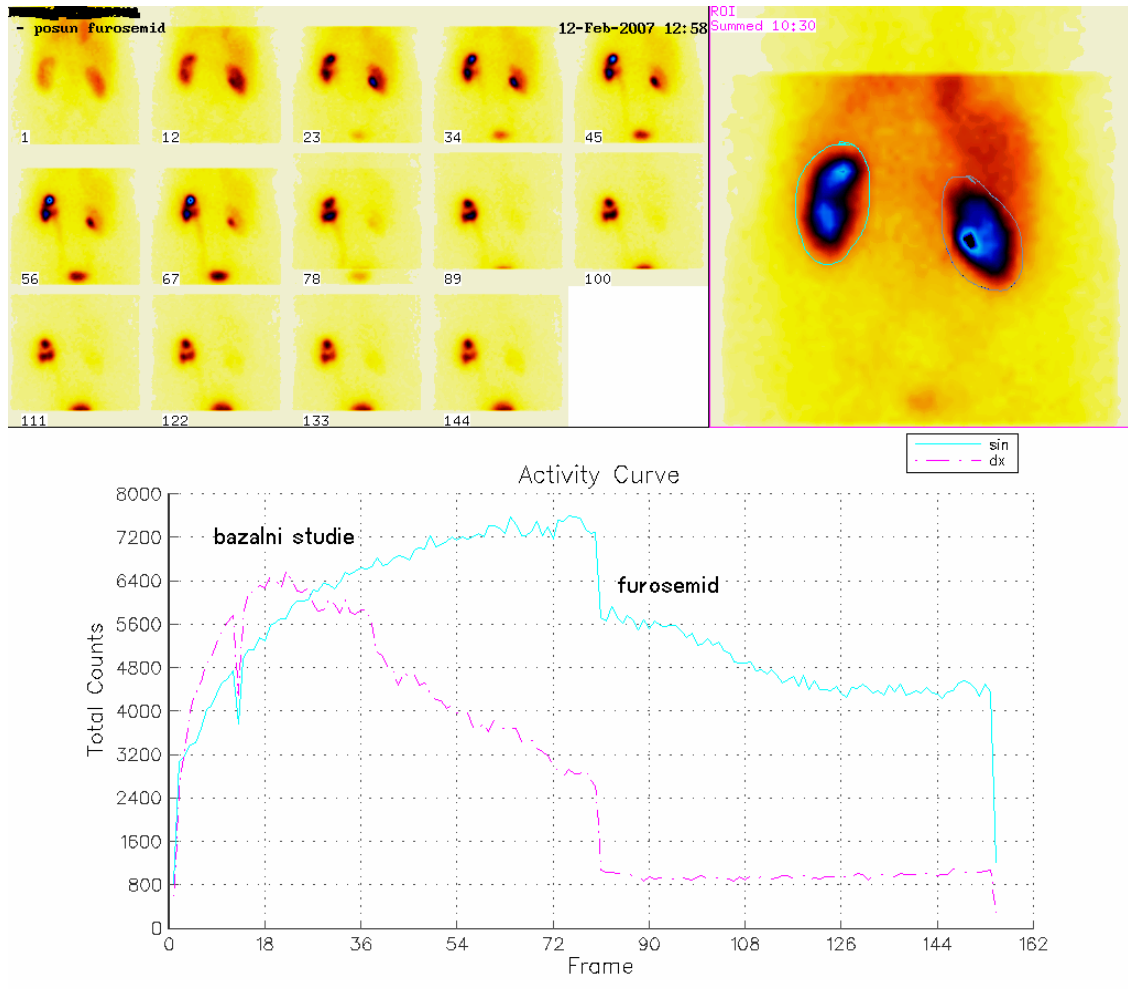 - posun furosemid 12-Feb-2007 12:58
ROI
Summed 10:30
1 12 23 34 45
56 67 78 89 100
111 122 133 144
sin
dx
Activity Curve
bazalni studie
furosemid
Total Counts
8000
7200
6400
5600
4800
4000
3200
2400
1600
800
0
0 18 36 54 72 90 108 126 144 162
Frame